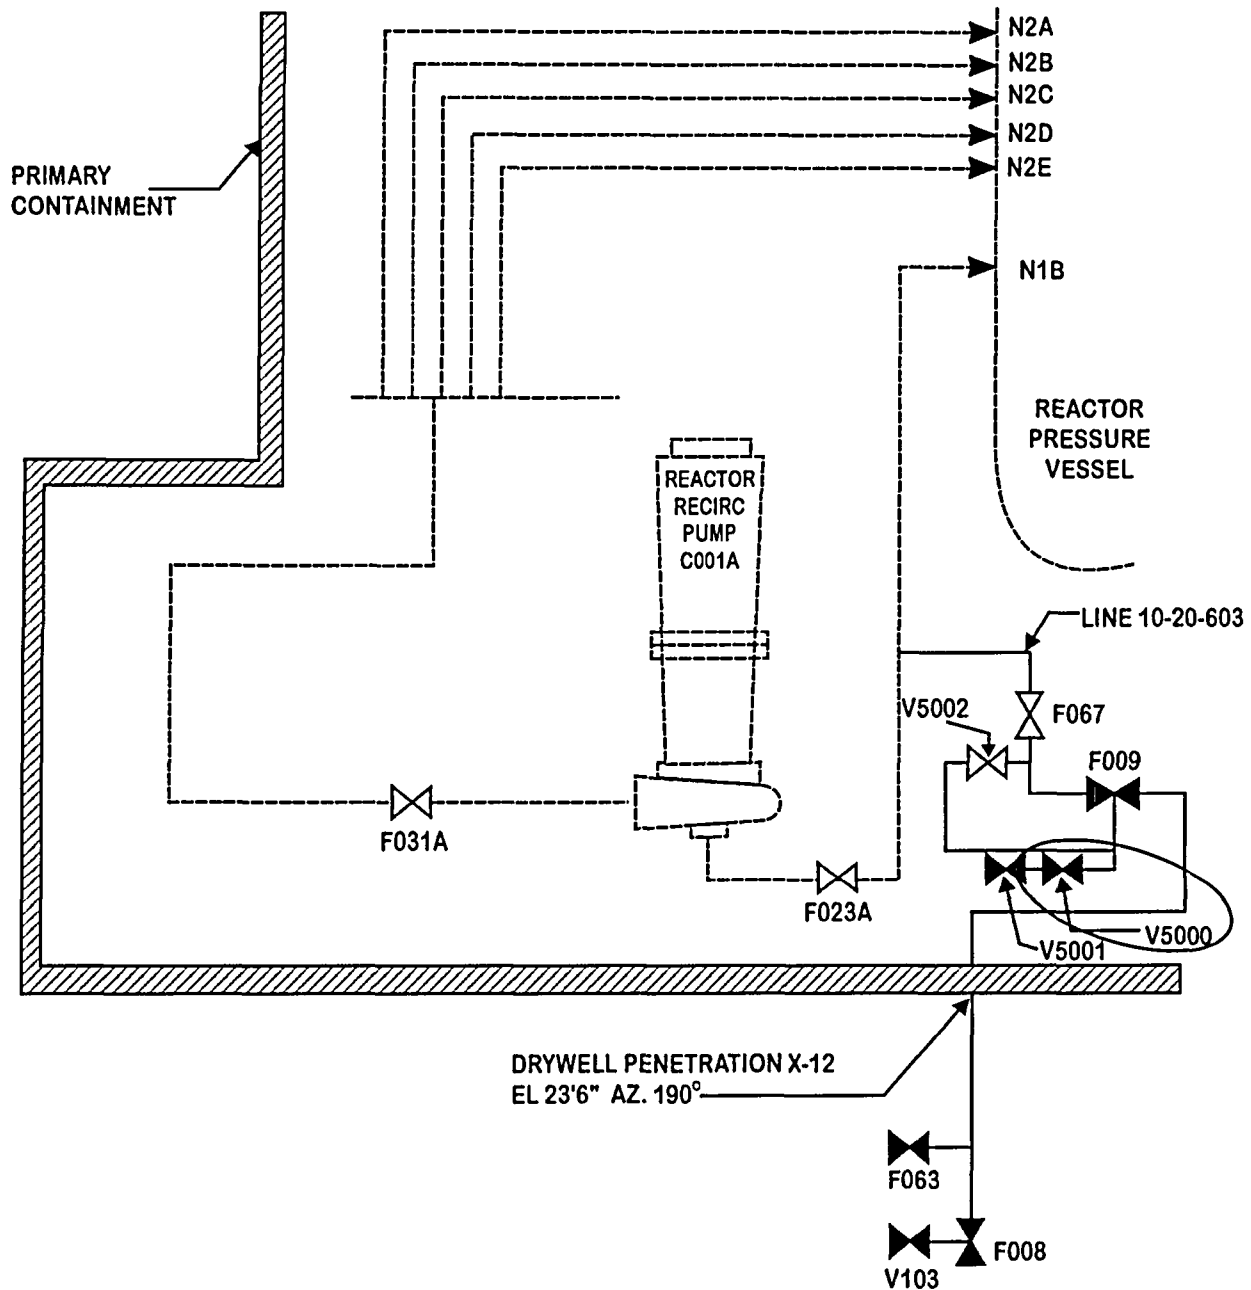 N2A
N2B
N2C
N2D
N2E
PRIMARY
CONTAINMENT
N1B
REACTOR
PRESSURE
VESSEL
REACTOR
RECIRC
PUMP
C001A
LINE 10-20-603
V5002
F067
F009
F031A
F023A
V5001
V5000
DRYWELL PENETRATION X-12
EL 23'6" AZ. 190°
F063
F008
V103